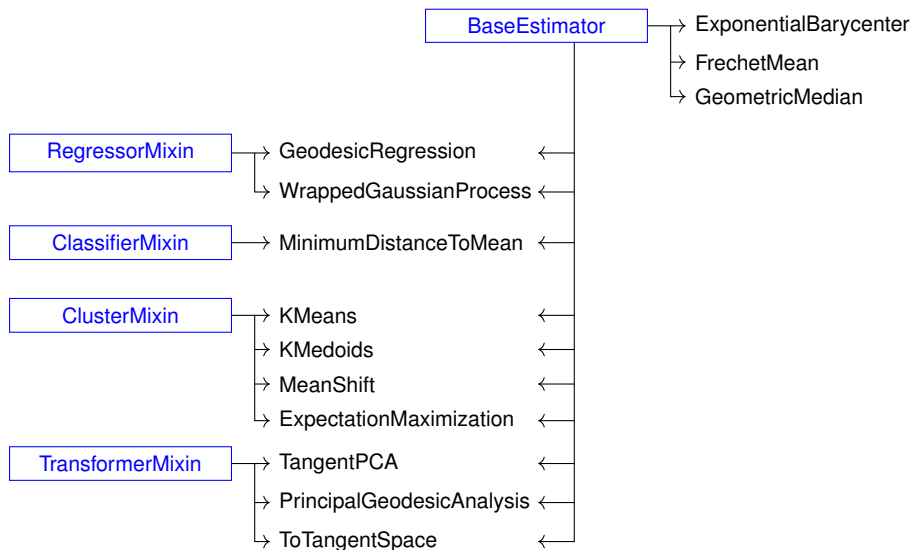 BaseEstimator
ExponentialBarycenter
FrechetMean
GeometricMedian
RegressorMixin
GeodesicRegression
WrappedGaussianProcess
ClassifierMixin
MinimumDistanceToMean
ClusterMixin
KMeans
KMedoids
MeanShift
ExpectationMaximization
TransformerMixin
TangentPCA
PrincipalGeodesicAnalysis
ToTangentSpace